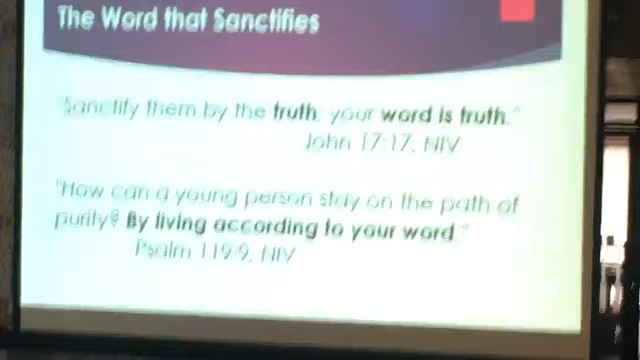 The Word that Sanctifies
"Sanctify them by the truth; your word is truth."
John 17:17, NIV
"How can a young person stay on the path of
purity? By living according to your word."
Psalm 119:9, NIV